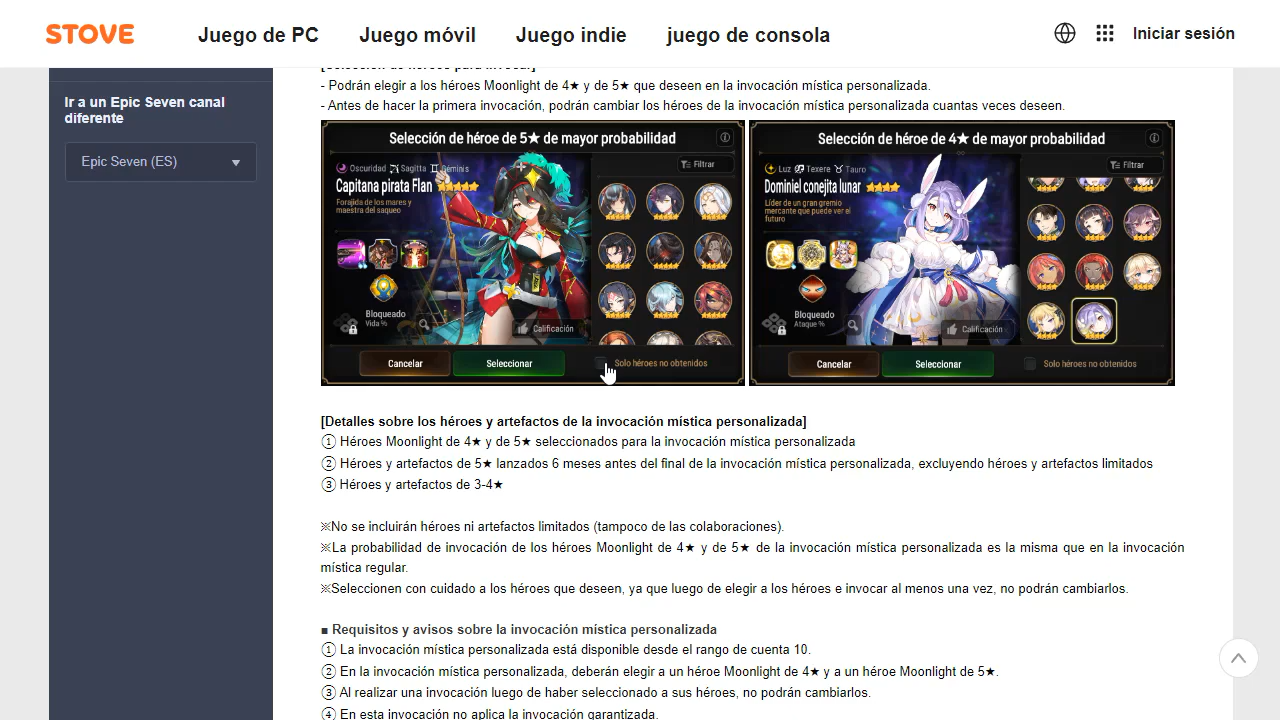 STOVE
Juego de PC
Juego móvil
Juego indie
juego de consola
Iniciar sesión
Ir a un Epic Seven canal
diferente
Epic Seven (ES)
[Selección de héroes para invocar]
- Podrán elegir a los héroes Moonlight de 4★ y de 5★ que deseen en la invocación mística personalizada.
- Antes de hacer la primera invocación, podrán cambiar los héroes de la invocación mística personalizada cuantas veces deseen.
Selección de héroe de 5★ de mayor probabilidad
Filtrar
Oscuridad Sagitta Géminis
Capitana pirata Flan
Forajida de los mares y
maestra del saqueo
Bloqueado
Vida %
Calificación
Cancelar
Seleccionar
Solo héroes no obtenidos
Selección de héroe de 4★ de mayor probabilidad
Filtrar
Luz Texere Tauro
Dominiel conejita lunar
Líder de un gran gremio
mercante que puede ver el
futuro
Bloqueado
Ataque %
Calificación
Cancelar
Seleccionar
Solo héroes no obtenidos
[Detalles sobre los héroes y artefactos de la invocación mística personalizada]
① Héroes Moonlight de 4★ y de 5★ seleccionados para la invocación mística personalizada
② Héroes y artefactos de 5★ lanzados 6 meses antes del final de la invocación mística personalizada, excluyendo héroes y artefactos limitados
③ Héroes y artefactos de 3-4★
※No se incluirán héroes ni artefactos limitados (tampoco de las colaboraciones).
※La probabilidad de invocación de los héroes Moonlight de 4★ y de 5★ de la invocación mística personalizada es la misma que en la invocación
mística regular.
※Seleccionen con cuidado a los héroes que deseen, ya que luego de elegir a los héroes e invocar al menos una vez, no podrán cambiarlos.
■ Requisitos y avisos sobre la invocación mística personalizada
① La invocación mística personalizada está disponible desde el rango de cuenta 10.
② En la invocación mística personalizada, deberán elegir a un héroe Moonlight de 4★ y a un héroe Moonlight de 5★.
③ Al realizar una invocación luego de haber seleccionado a sus héroes, no podrán cambiarlos.
④ En esta invocación no aplica la invocación garantizada.